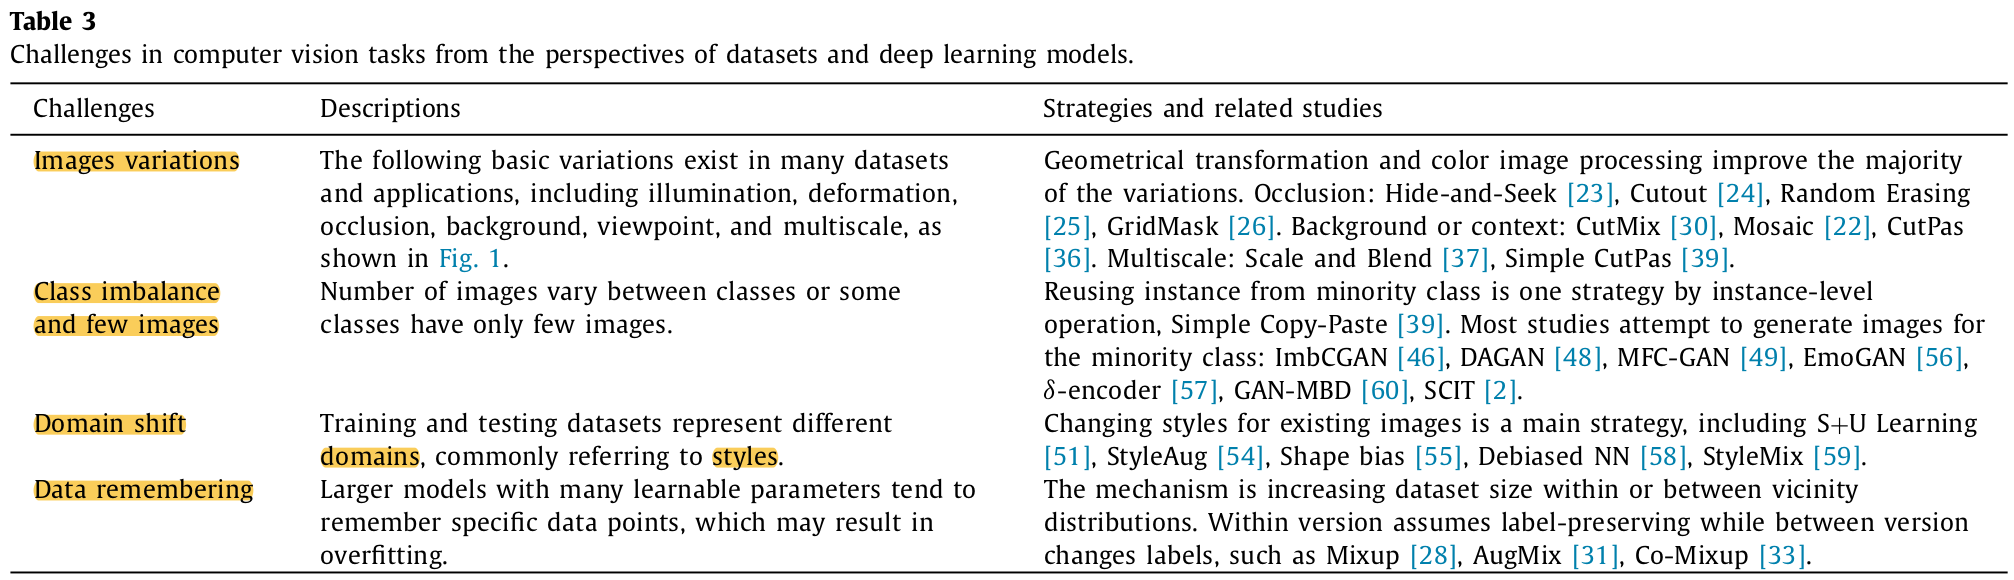 Table 3
Challenges in computer vision tasks from the perspectives of datasets and deep learning models.
Challenges Descriptions Strategies and related studies
Images variations The following basic variations exist in many datasets Geometrical transformation and color image processing improve the majority
and applications, including illumination, deformation, of the variations. Occlusion: Hide-and-Seek [23], Cutout [24], Random Erasing
occlusion, background, viewpoint, and multiscale, as [25], GridMask [26]. Background or context: CutMix [30], Mosaic [22], CutPas
shown in Fig. 1. [36]. Multiscale: Scale and Blend [37], Simple CutPas [39].
Class imbalance Number of images vary between classes or some Reusing instance from minority class is one strategy by instance-level
and few images classes have only few images. operation, Simple Copy-Paste [39]. Most studies attempt to generate images for
the minority class: ImbCGAN [46], DAGAN [48], MFC-GAN [49], EmoGAN [56],
δ-encoder [57], GAN-MBD [60], SCIT [2].
Domain shift Training and testing datasets represent different Changing styles for existing images is a main strategy, including S+U Learning
domains, commonly referring to styles. [51], StyleAug [54], Shape bias [55], Debiased NN [58], StyleMix [59].
Data remembering Larger models with many learnable parameters tend to The mechanism is increasing dataset size within or between vicinity
remember specific data points, which may result in distributions. Within version assumes label-preserving while between version
overfitting. changes labels, such as Mixup [28], AugMix [31], Co-Mixup [33].